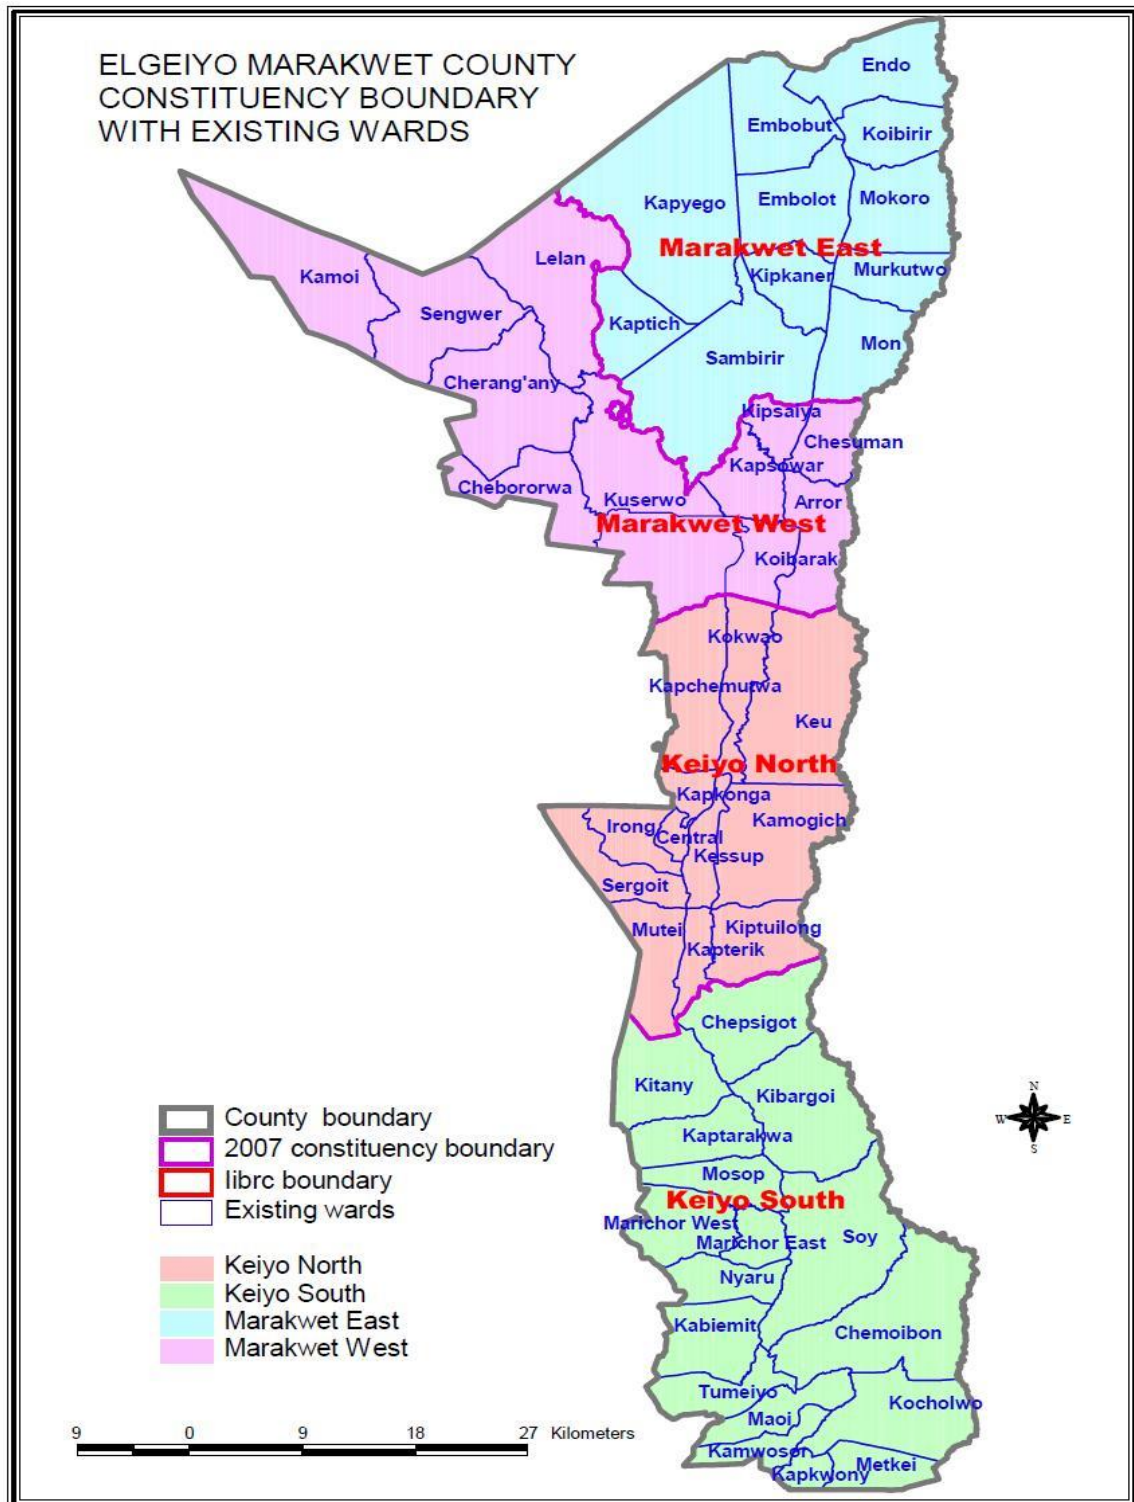 ELGEIYO MARAKWET COUNTY
CONSTITUENCY BOUNDARY
WITH EXISTING WARDS
Endo
Embobut
Koibirir
Kapyego
Embolot
Mokoro
Marakwet East
Lelan
Kamoi
Kipkaner
Murkutwo
Sengwer
Kaptich
Mon
Sambirir
Cherang'any
Kipsaiya
Chesuman
Kapsowar
Chebororwa
Kuserwo
Arror
Marakwet West
Koibarak
Kokwao
Kapchemutwa
Keu
Keiyo North
Kapkonga
Kamogich
Irong
Central
Kessup
Sergoit
Mutei
Kiptuilong
Kapterik
Chepsigot
Kitany
Kibargoi
Kaptarakwa
Mosop
Keiyo South
Marichor West
Marichor East
Soy
Nyaru
Kabiemit
Chemoibon
Tumeiyo
Kocholwo
Maoi
Kamwosor
Kapkwony
Metkei
N
W
E
S
County boundary
2007 constituency boundary
Iibrc boundary
Existing wards
Keiyo North
Keiyo South
Marakwet East
Marakwet West
9 0 9 18 27 Kilometers